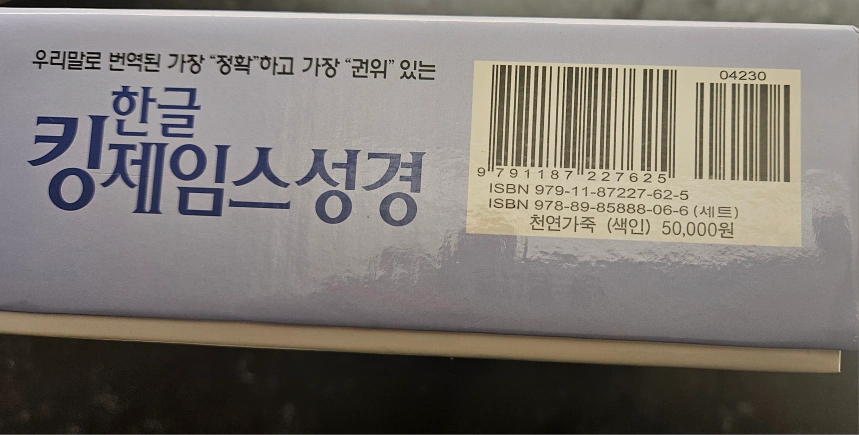 우리말로 번역된 가장 “정확”하고 가장 “권위” 있는
한글
킹제임스성경
04230
9 791187 227625
ISBN 979-11-87227-62-5
ISBN 978-89-85888-06-6 (세트)
천연가죽 (색인) 50,000원